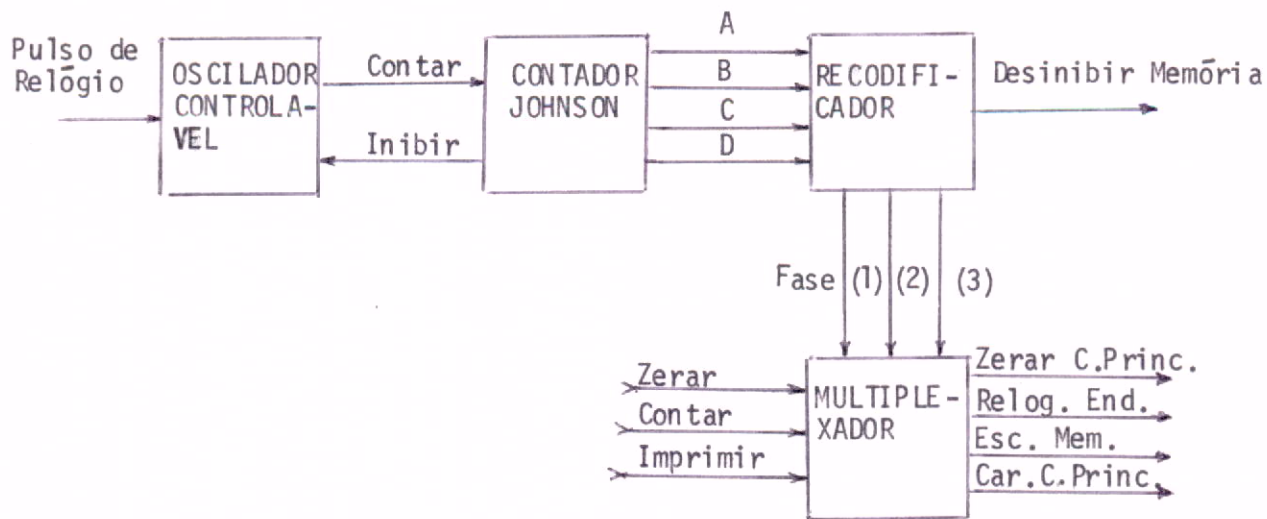 Pulso de
Relógio
OSCILADOR
CONTROLA-
VEL
Contar
Inibir
CONTADOR
JOHNSON
A
B
C
D
RECODIFI-
CADOR
Desinibir Memória
Fase (1) (2) (3)
Zerar
Contar
Imprimir
MULTIPLE-
XADOR
Zerar C.Princ.
Relog. End.
Esc. Mem.
Car.C.Princ.